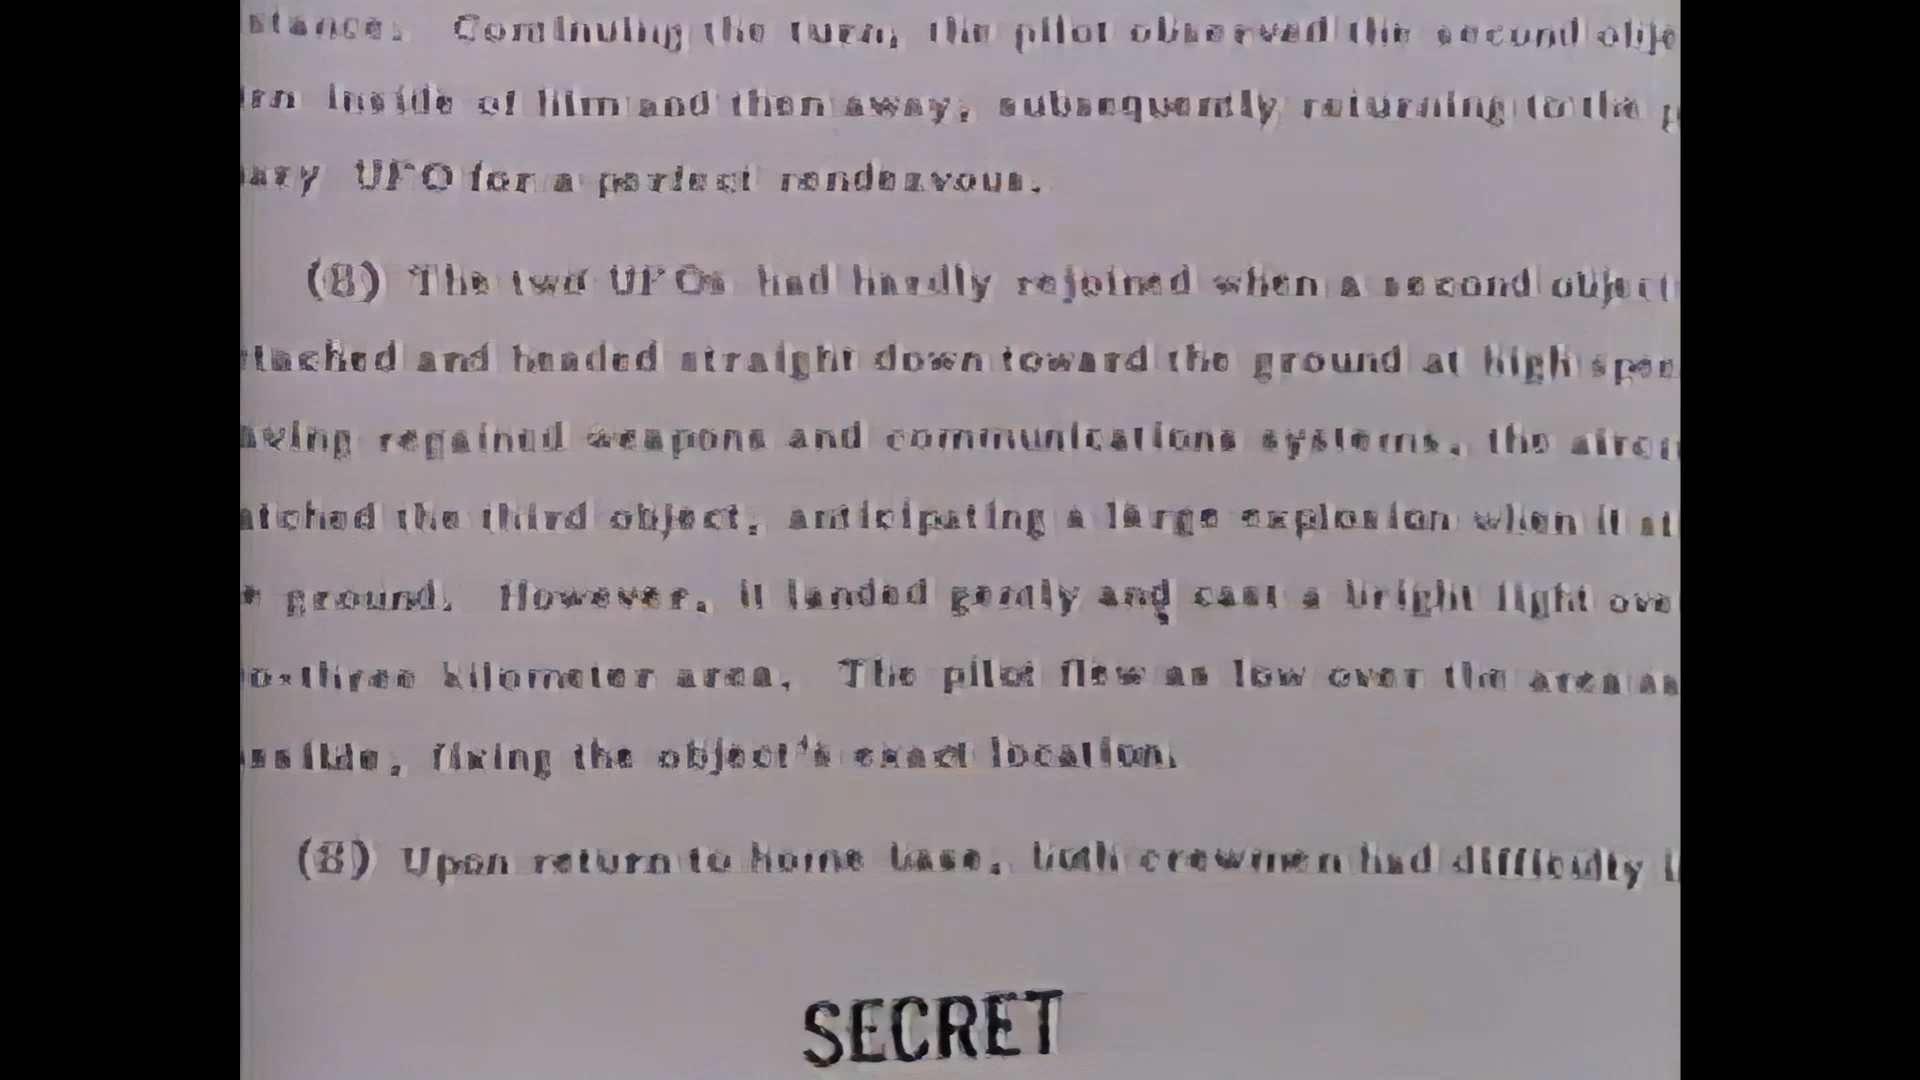 stance. Continuing the turn, the pilot observed the second obje
rn inside of him and then away, subsequently returning to the p
ary UFO for a perfect rendezvous.
(S) The two UFOs had hardly rejoined when a second object
tached and headed straight down toward the ground at high spee
aving regained weapons and communications systems, the aircr
atched the third object, anticipating a large explosion when it st
e ground. However, it landed gently and cast a bright light ove
o-three kilometer area. The pilot flew as low over the area as
ssible, fixing the object's exact location.
(S) Upon return to home base, both crewmen had difficulty i
SECRET